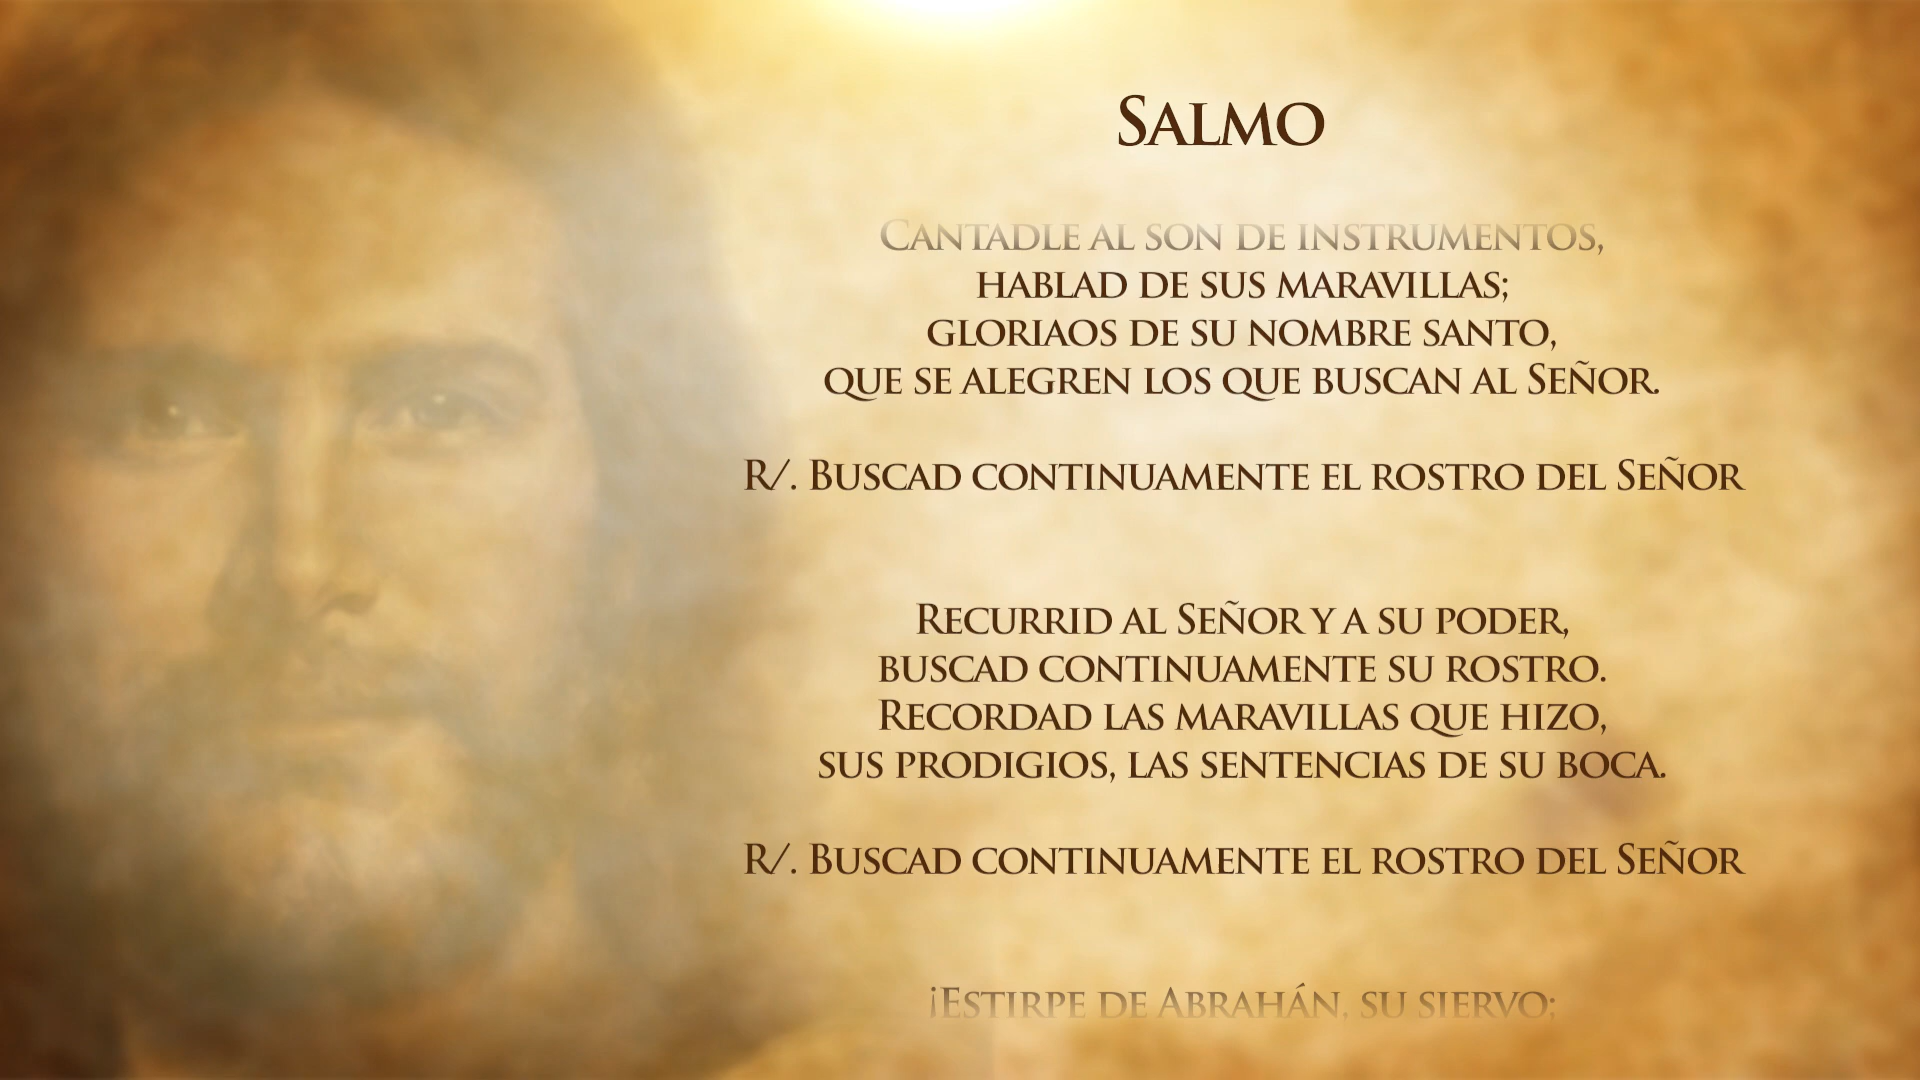 Salmo
Cantadle al son de instrumentos,
hablad de sus maravillas;
gloriaos de su nombre santo,
que se alegren los que buscan al Señor.
R/. Buscad continuamente el rostro del Señor
Recurrid al Señor y a su poder,
buscad continuamente su rostro.
Recordad las maravillas que hizo,
sus prodigios, las sentencias de su boca.
R/. Buscad continuamente el rostro del Señor
¡Estirpe de Abrahán, su siervo;